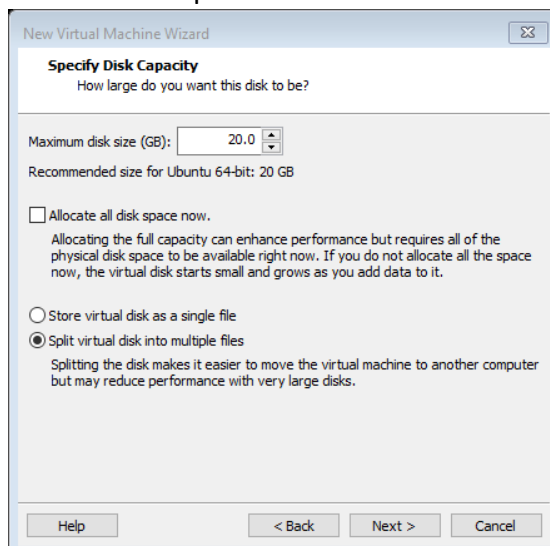 New Virtual Machine Wizard
Specify Disk Capacity
How large do you want this disk to be?
Maximum disk size (GB): 20.0
Recommended size for Ubuntu 64-bit: 20 GB
Allocate all disk space now.
Allocating the full capacity can enhance performance but requires all of the
physical disk space to be available right now. If you do not allocate all the space
now, the virtual disk starts small and grows as you add data to it.
Store virtual disk as a single file
Split virtual disk into multiple files
Splitting the disk makes it easier to move the virtual machine to another computer
but may reduce performance with very large disks.
Help < Back Next > Cancel